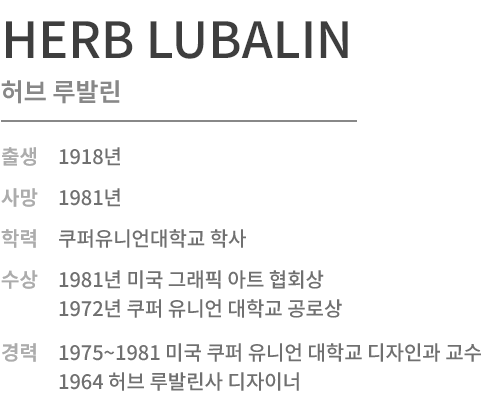 HERB LUBALIN
허브 루발린
출생 1918년
사망 1981년
학력 쿠퍼유니언대학교 학사
수상 1981년 미국 그래픽 아트 협회상
1972년 쿠퍼 유니언 대학교 공로상
경력 1975~1981 미국 쿠퍼 유니언 대학교 디자인과 교수
1964 허브 루발린사 디자이너